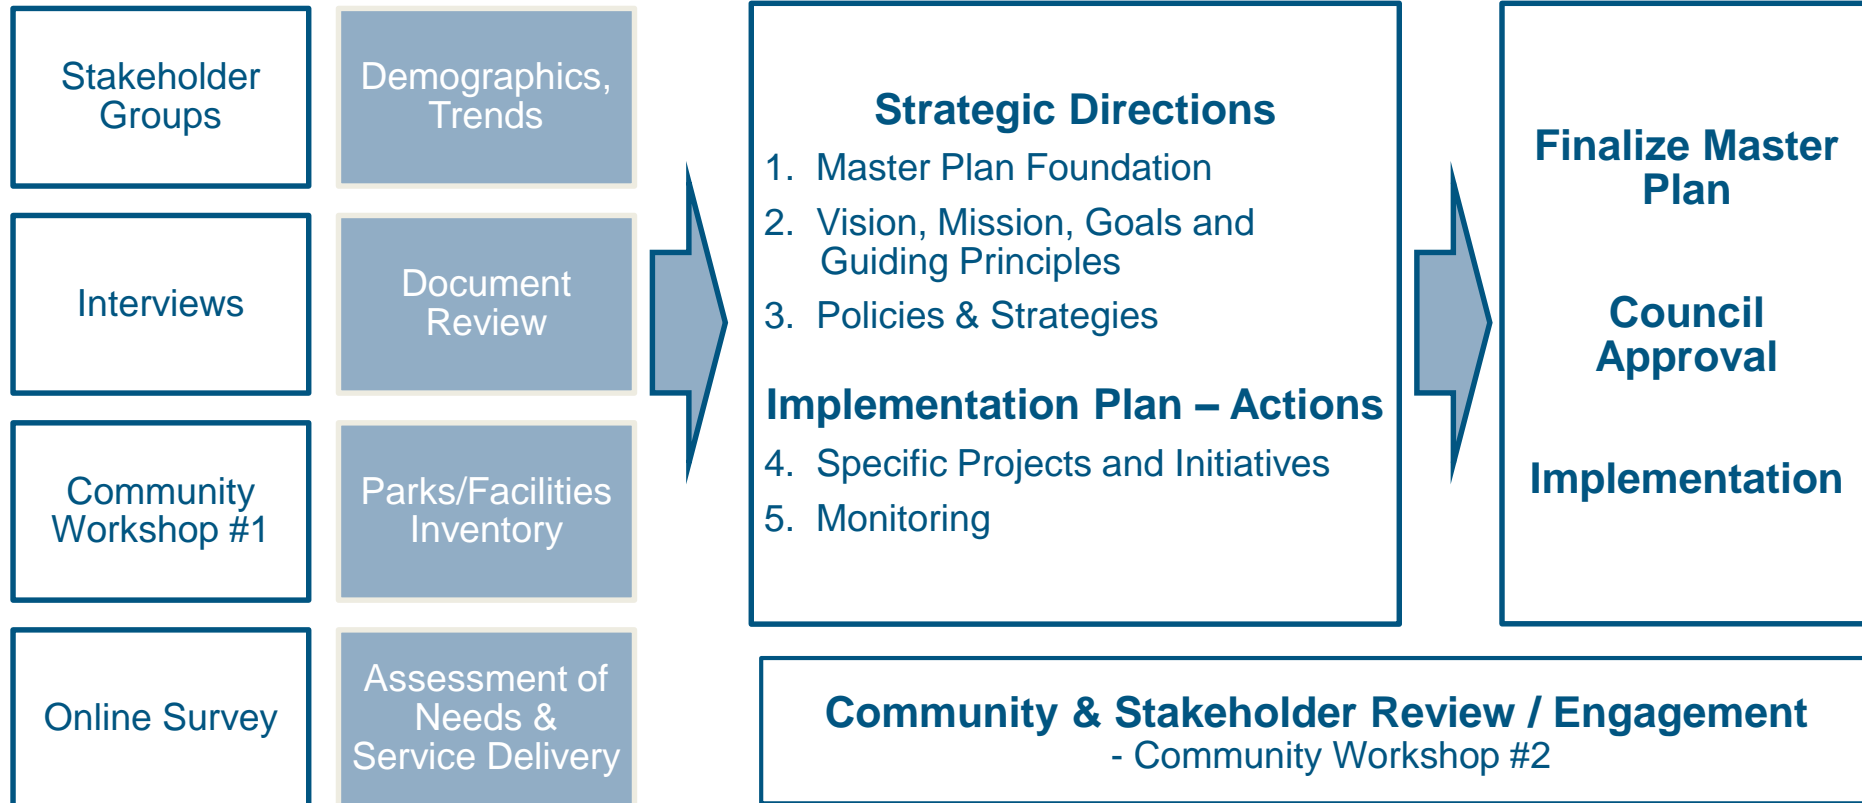 Stakeholder
Groups
Demographics,
Trends
Interviews
Document
Review
Community
Workshop #1
Parks/Facilities
Inventory
Online Survey
Assessment of
Needs &
Service Delivery
Strategic Directions
1. Master Plan Foundation
2. Vision, Mission, Goals and
Guiding Principles
3. Policies & Strategies
Implementation Plan – Actions
4. Specific Projects and Initiatives
5. Monitoring
Finalize Master
Plan
Council
Approval
Implementation
Community & Stakeholder Review / Engagement
- Community Workshop #2